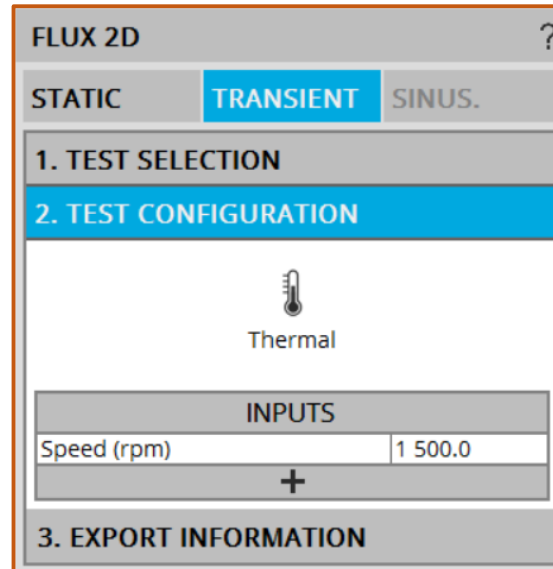 FLUX 2D ?
STATIC TRANSIENT SINUS.
1. TEST SELECTION
2. TEST CONFIGURATION
Thermal
INPUTS
Speed (rpm) 1 500.0
+
3. EXPORT INFORMATION